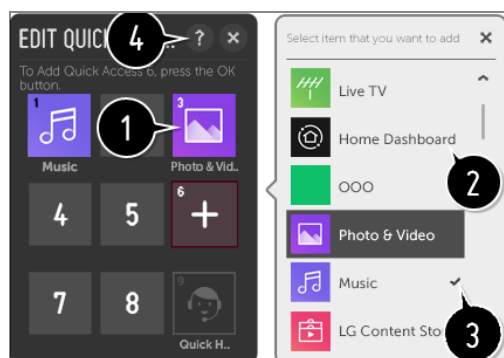 EDIT QUIC
4
..
?
To Add Quick Access 6, press the OK
button.
1
3
1
Music
Photo & Vid..
4
5
6
7
8
9
Quick H..
Select item that you want to add
Live TV
Home Dashboard
2
OOO
Photo & Video
Music
3
LG Content Sto